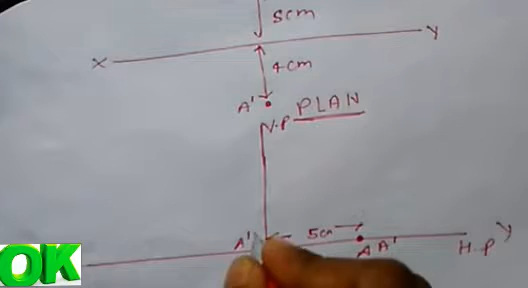 5cm
X Y
4cm
A'
PLAN
V.P
5cm
A' A A' H.P Y
OK